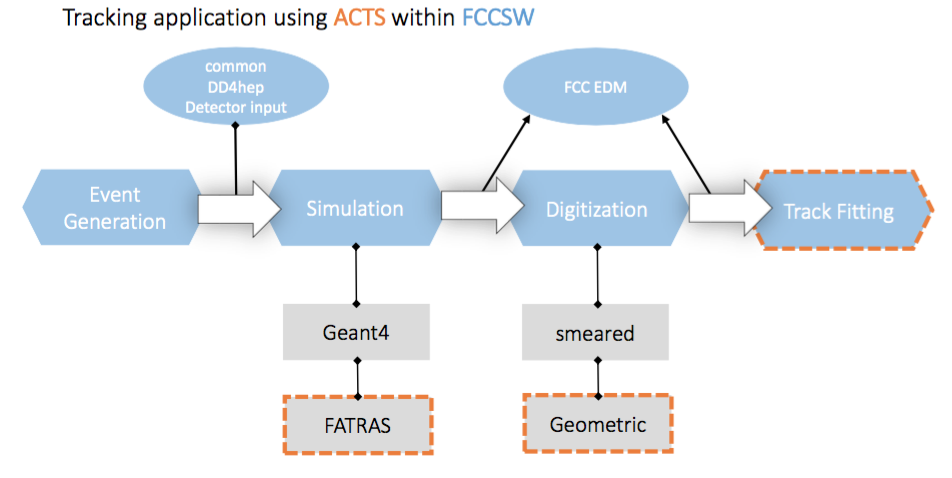 Tracking application using ACTS within FCCSW
common
DD4hep
Detector input
FCC EDM
Event
Generation
Simulation
Digitization
Track Fitting
Geant4
smeared
FATRAS
Geometric